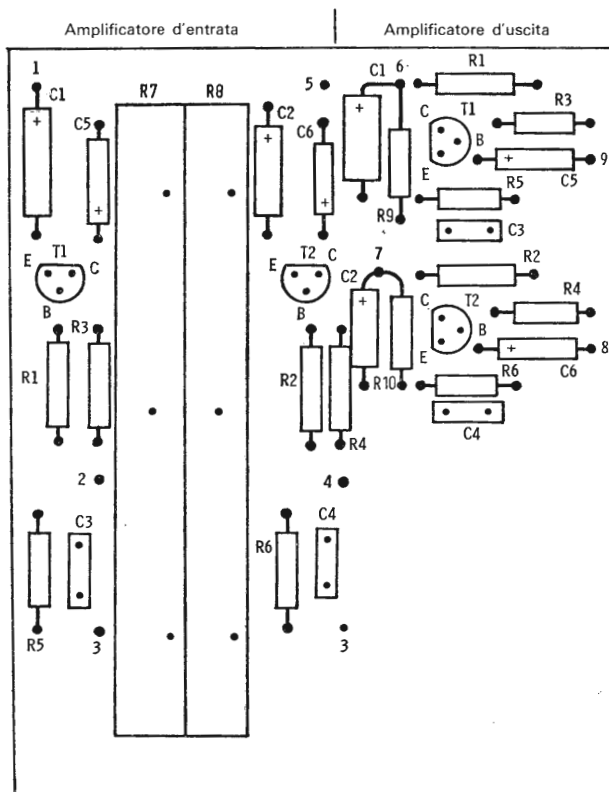 Amplificatore d'entrata
Amplificatore d'uscita
1
C1
+
C5
+
R7
R8
C2
+
5
C6
+
C1
+
6
R9
R1
C
T1
B
E
R3
9
+
C5
R5
C3
E
T1
C
B
E
T2
C
B
7
C2
+
R10
R2
C
T2
B
E
R4
8
+
C6
R6
C4
R1
R3
R2
R4
2
4
R5
C3
3
R6
C4
3